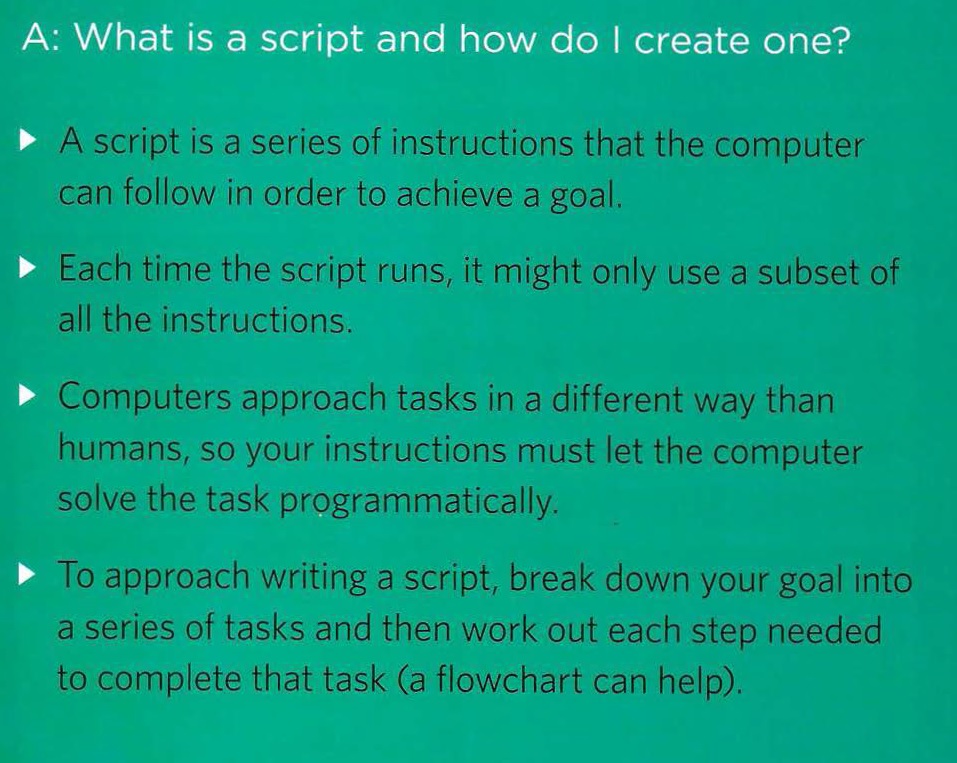 A: What is a script and how do I create one?
A script is a series of instructions that the computer
can follow in order to achieve a goal.
Each time the script runs, it might only use a subset of
all the instructions.
Computers approach tasks in a different way than
humans, so your instructions must let the computer
solve the task programmatically.
To approach writing a script, break down your goal into
a series of tasks and then work out each step needed
to complete that task (a flowchart can help).